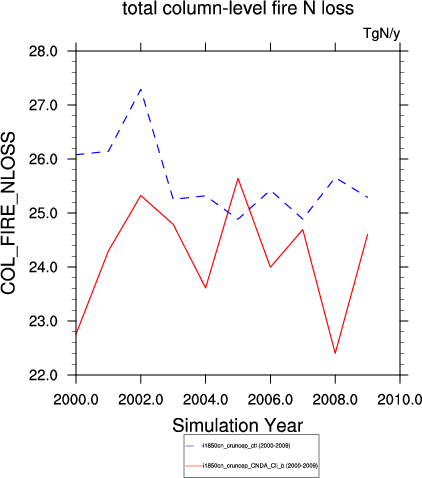 total column-level fire N loss
TgN/y
28.0
27.0
26.0
25.0
24.0
23.0
22.0
COL_FIRE_NLOSS
2000.0 2002.0 2004.0 2006.0 2008.0 2010.0
Simulation Year
i1850cn_cruncap_ctl (2000-2009)
i1850cn_cruncap_CNDA_Cli_b (2000-2009)